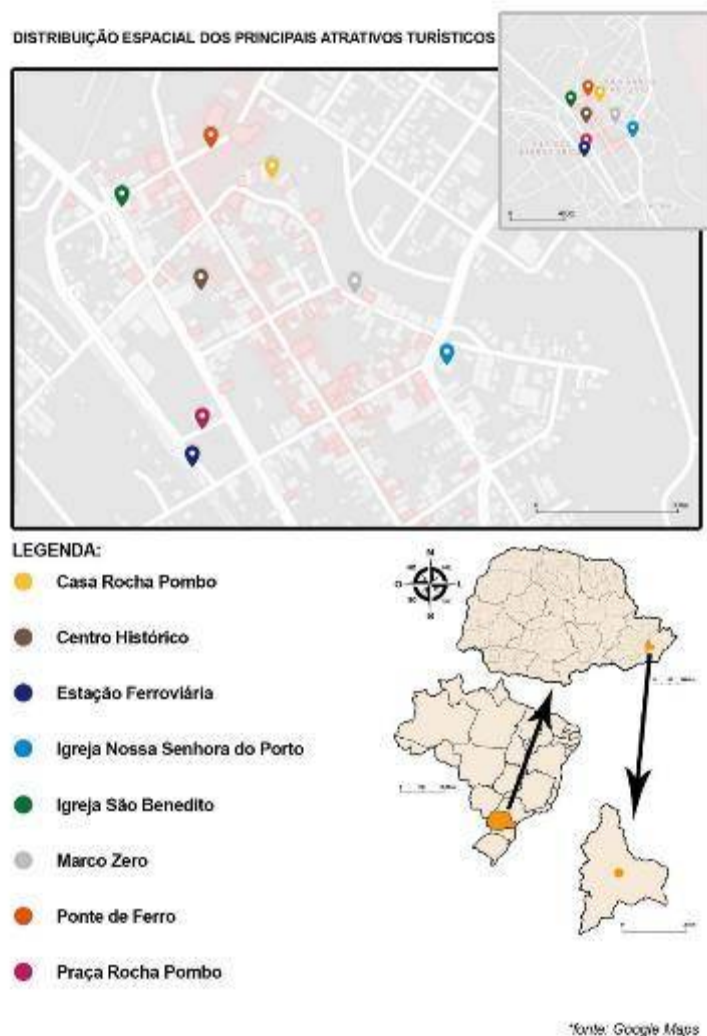 DISTRIBUIÇÃO ESPACIAL DOS PRINCIPAIS ATRATIVOS TURÍSTICOS
LEGENDA:
Casa Rocha Pombo
Centro Histórico
Estação Ferroviária
Igreja Nossa Senhora do Porto
Igreja São Benedito
Marco Zero
Ponte de Ferro
Praça Rocha Pombo
N
O
L
S
*fonte: Google Maps